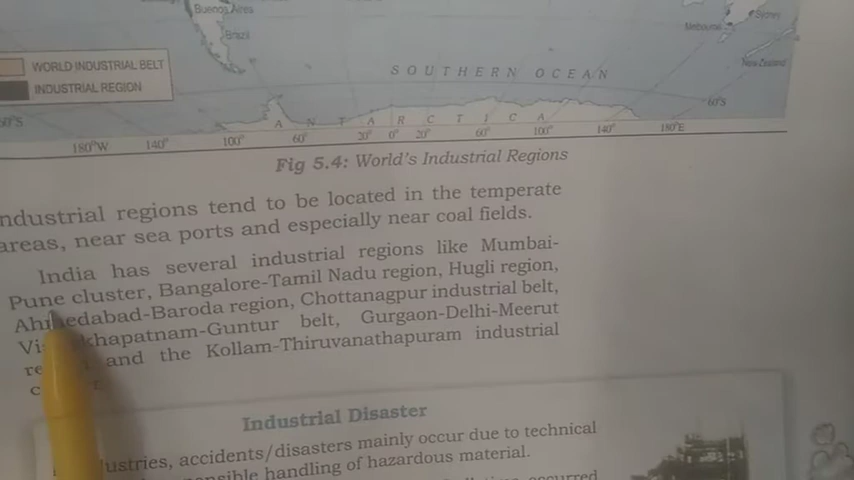 Buenos Aires
Brazil
Sydney
Melbourne
New Zealand
WORLD INDUSTRIAL BELT
INDUSTRIAL REGION
SOUTHERN OCEAN
60°S
60°S
ANTARCTICA
180°W 140° 100° 60° 20° 0° 20° 60° 100° 140° 180°E
Fig 5.4: World's Industrial Regions
ndustrial regions tend to be located in the temperate
areas, near sea ports and especially near coal fields.
India has several industrial regions like Mumbai-
Pune cluster, Bangalore-Tamil Nadu region, Hugli region,
Ahmedabad-Baroda region, Chottanagpur industrial belt,
khapatnam-Guntur belt, Gurgaon-Delhi-Meerut
and the Kollam-Thiruvanathapuram industrial
Industrial Disaster
ustries, accidents/disasters mainly occur due to technical
handling of hazardous material.
occurred